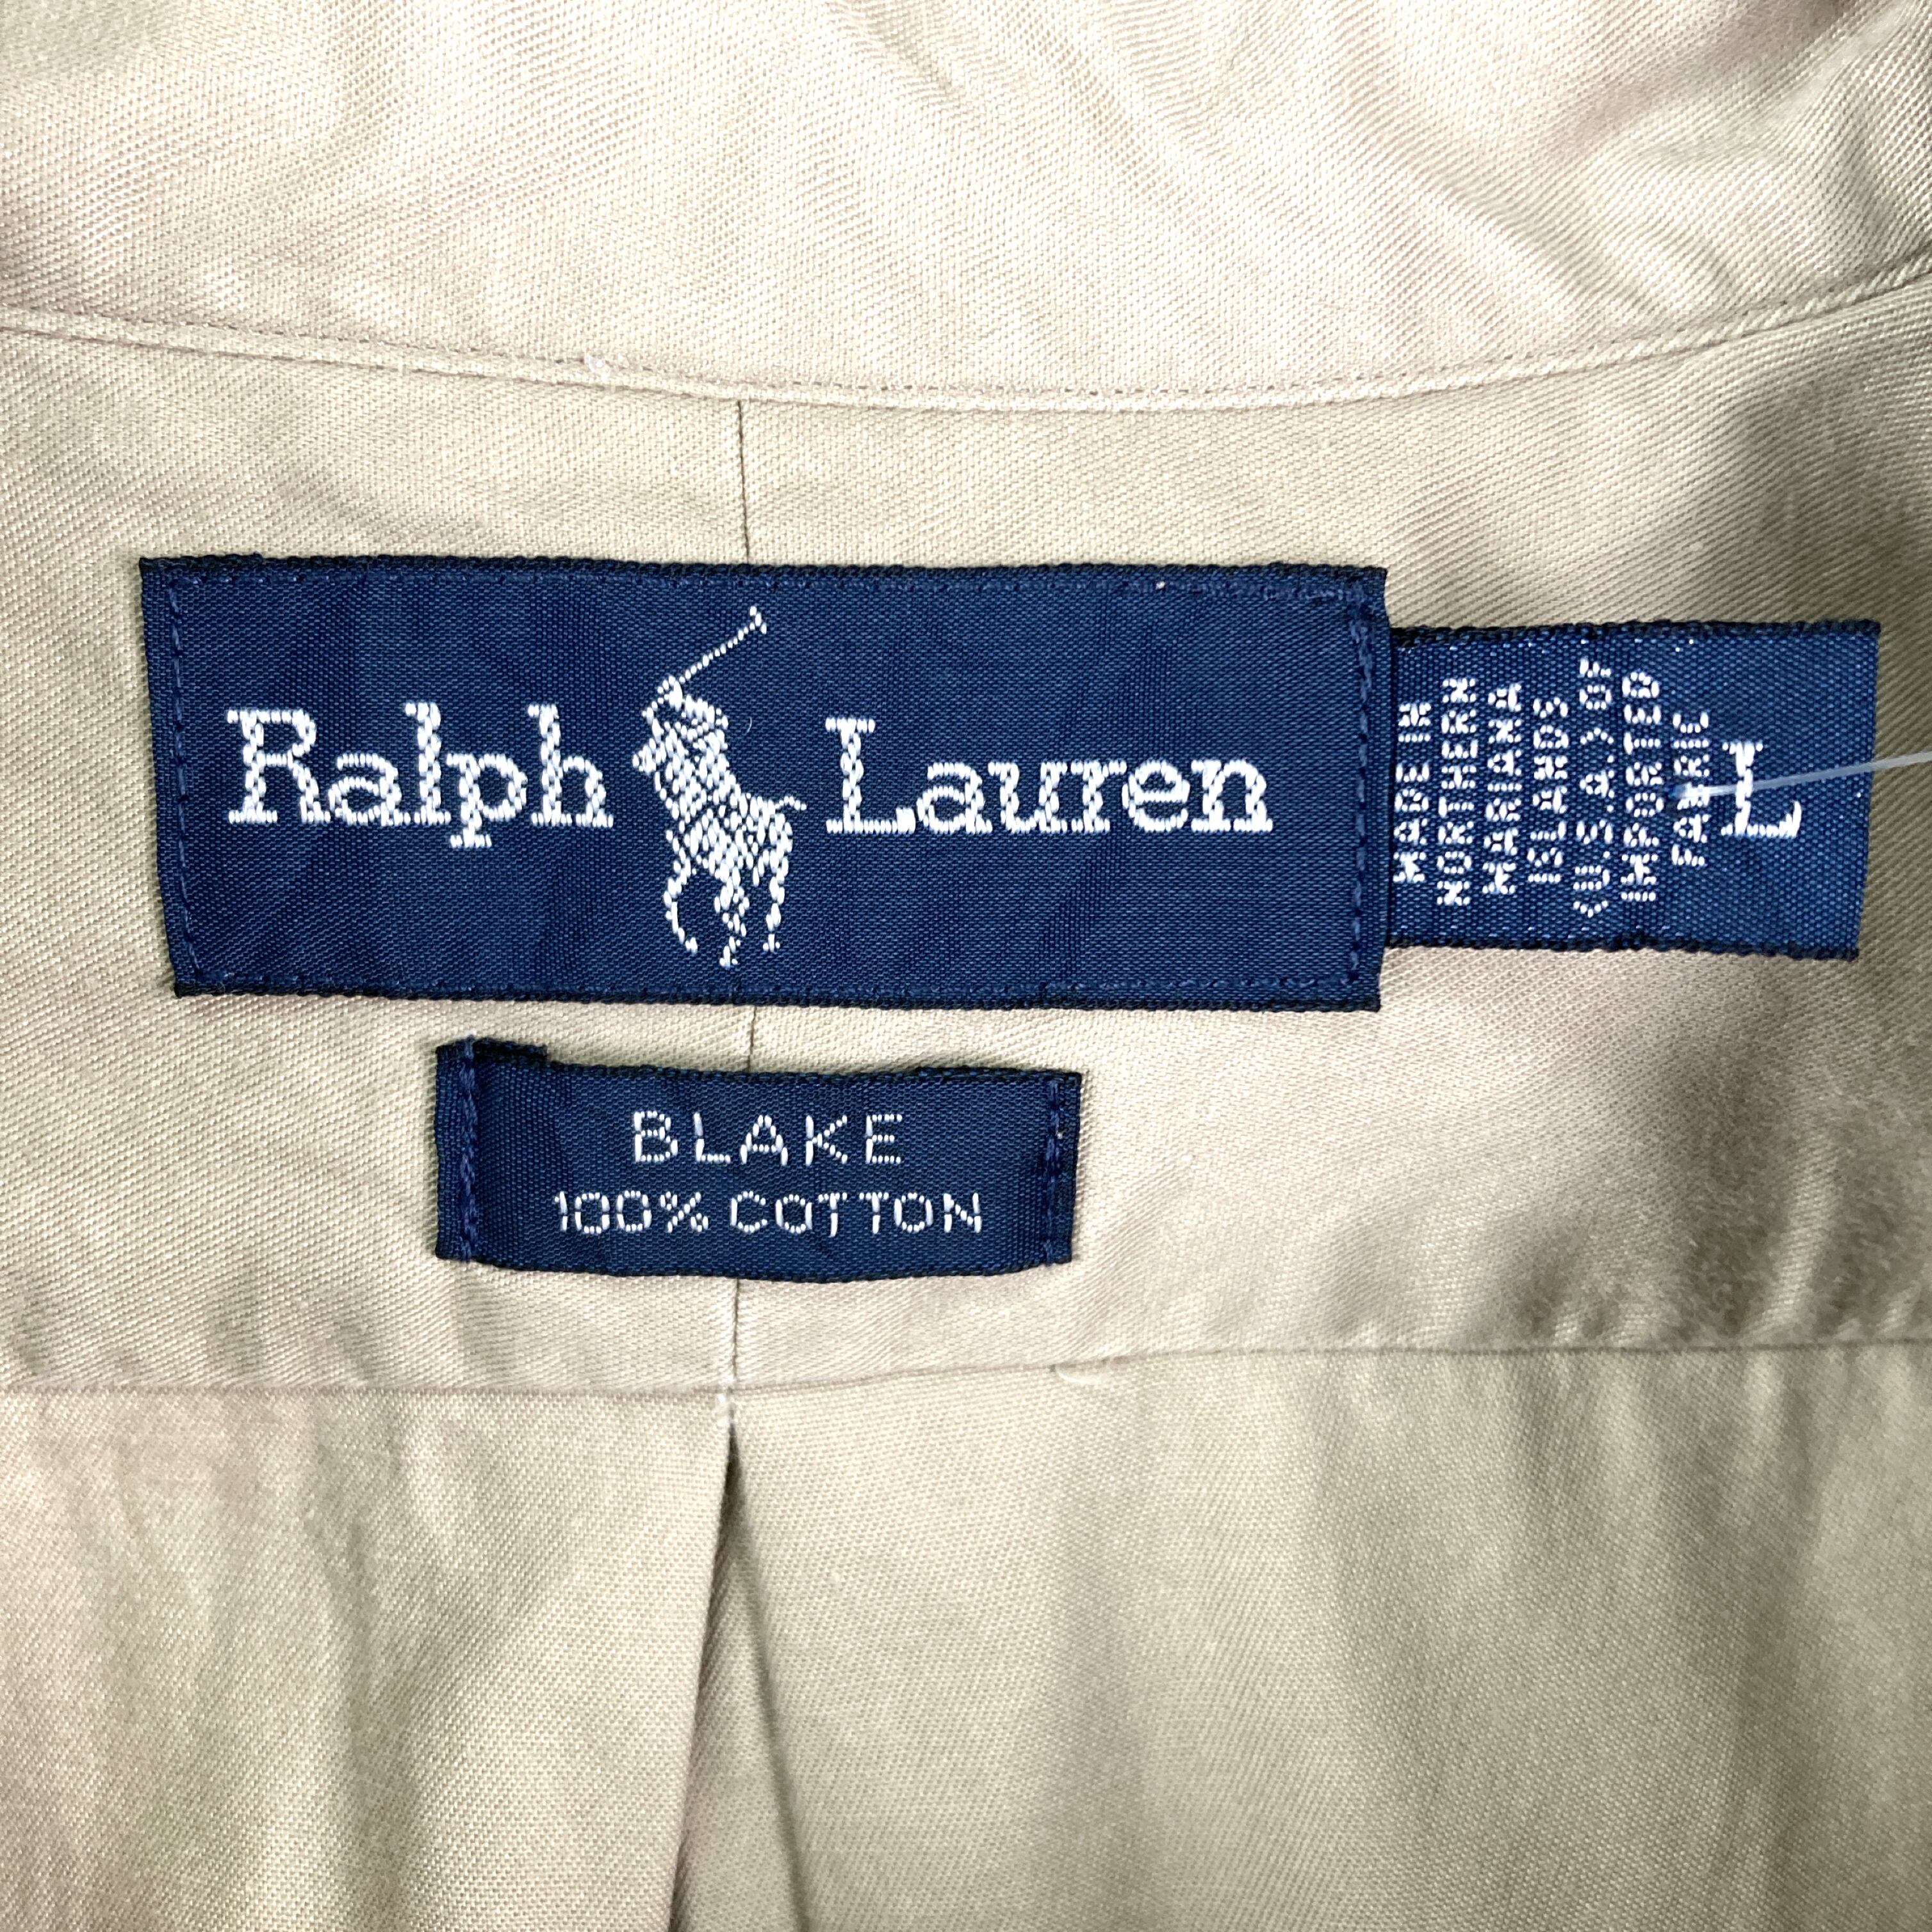 Ralph Lauren
MADE IN
NORTHERN
MARIANA
ISLANDS
(U.S.A.) OF
IMPORTED
FABRIC
L
BLAKE
100% COTTON